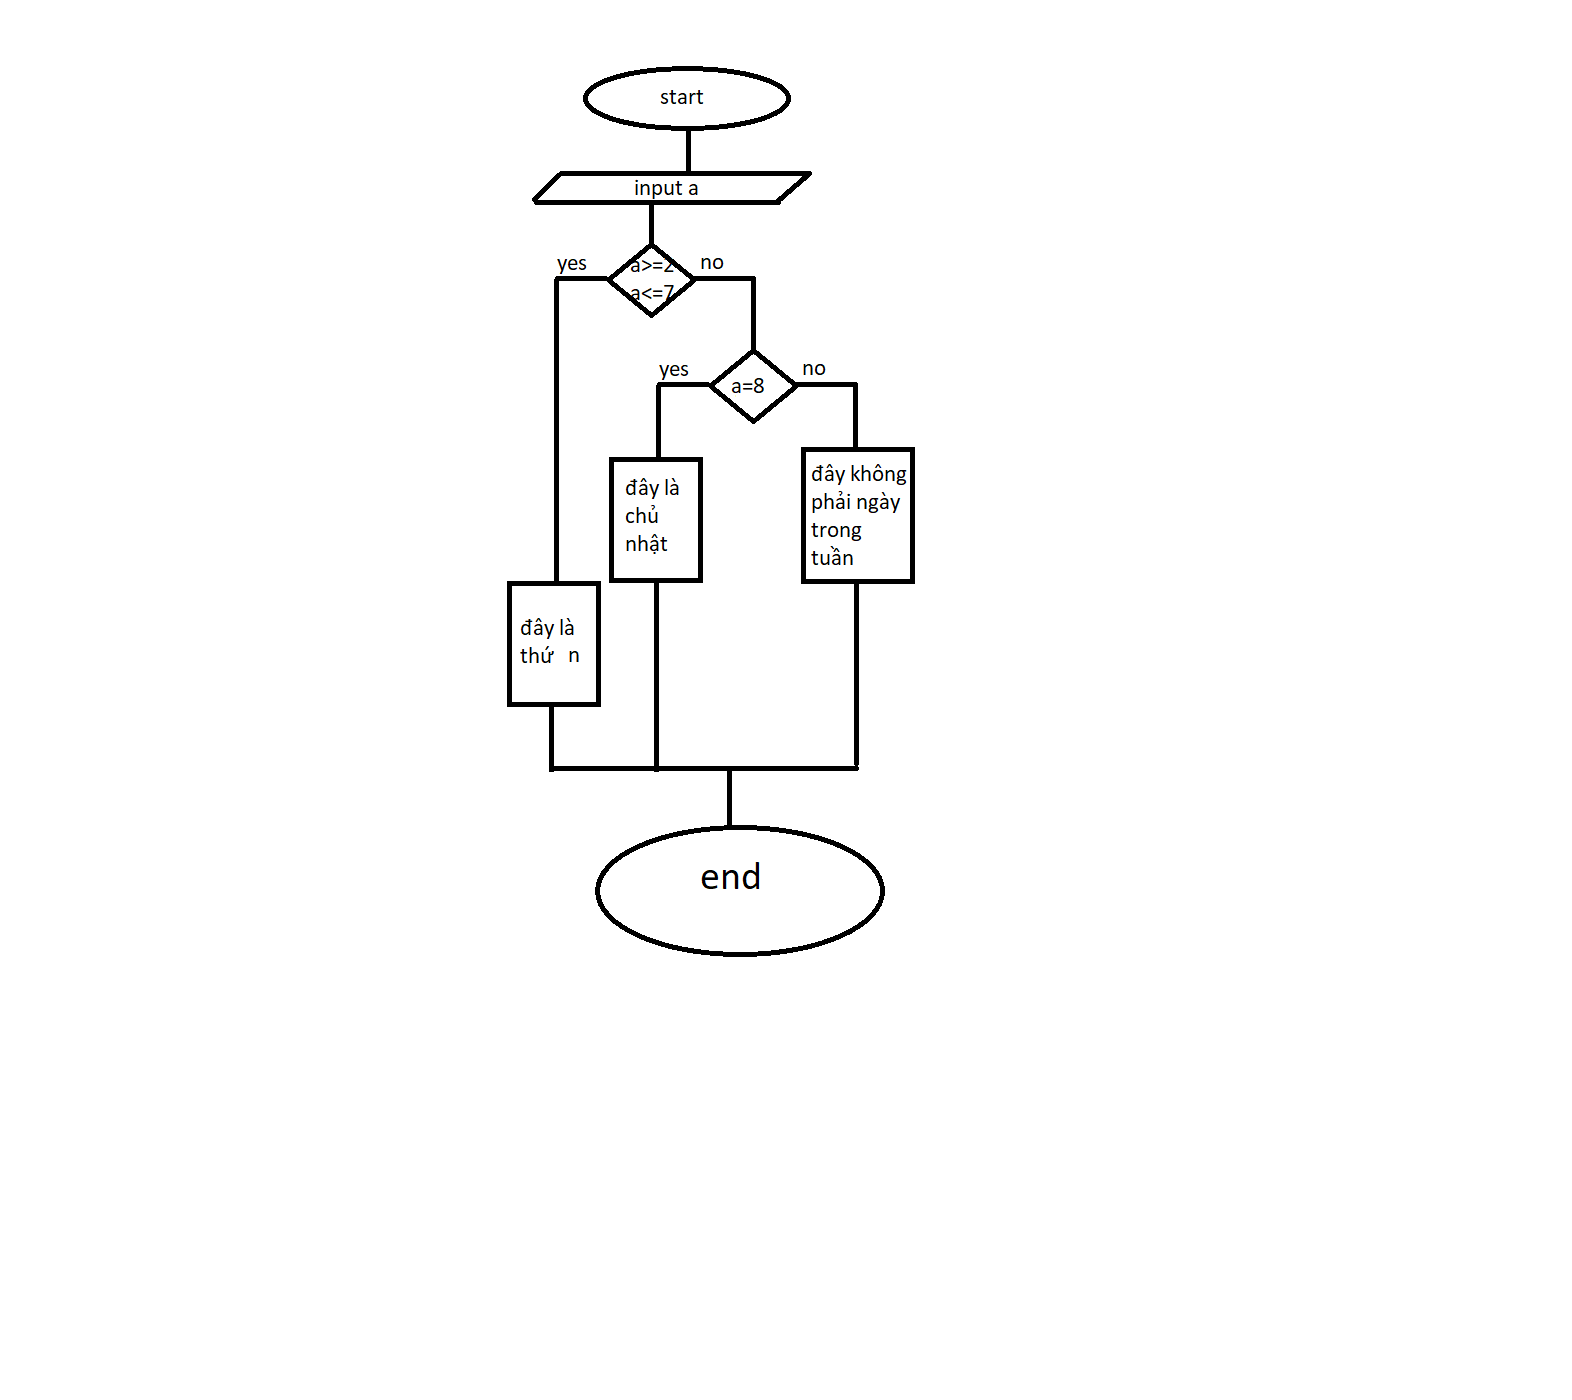 start
input a
yes
a>=2
no
a<=7
yes
a=8
no
đây là
chủ
nhật
đây không
phải ngày
trong
tuần
đây là
thứ n
end